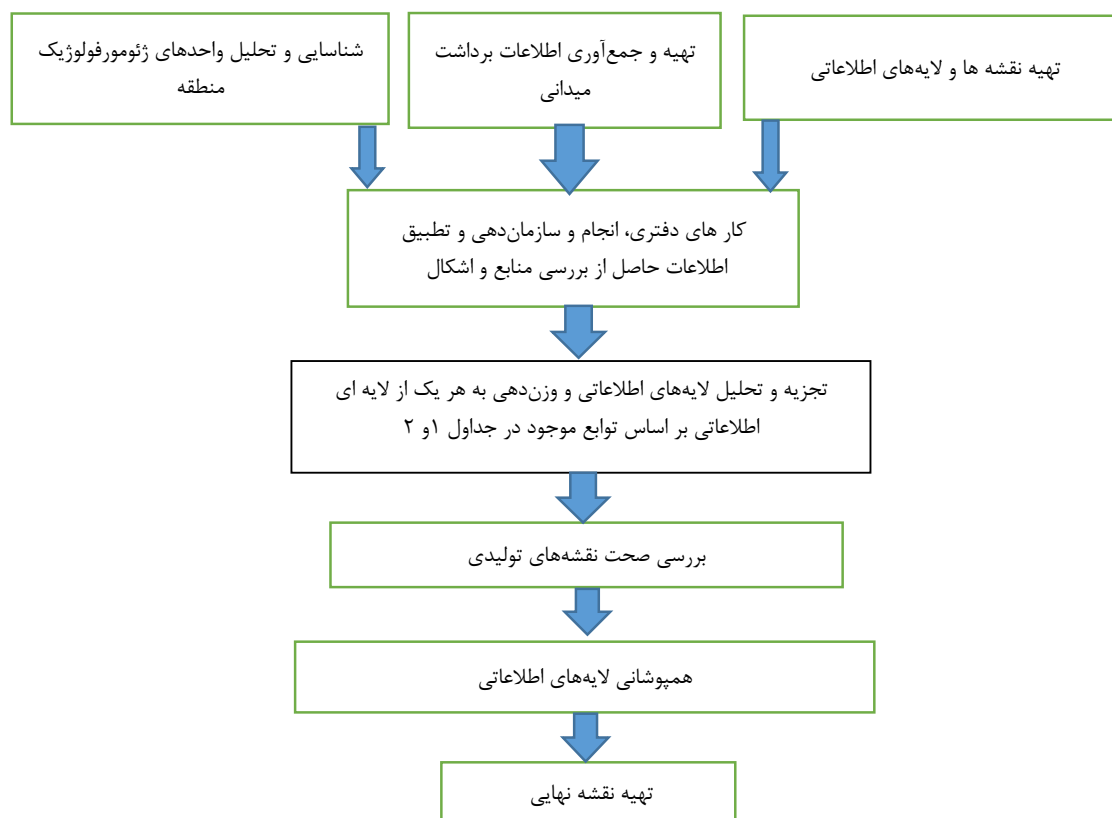 تهیه نقشه ها و لایه‌های اطلاعاتی
تهیه و جمع‌آوری اطلاعات برداشت
میدانی
شناسایی و تحلیل واحدهای ژئومورفولوژیک
منطقه
کار های دفتری، انجام و سازمان‌دهی و تطبیق
اطلاعات حاصل از بررسی منابع و اشکال
تجزیه و تحلیل لایه‌های اطلاعاتی و وزن‌دهی به هر یک از لایه ای
اطلاعاتی بر اساس توابع موجود در جداول ۱و ۲
بررسی صحت نقشه‌های تولیدی
همپوشانی لایه‌های اطلاعاتی
تهیه نقشه نهایی